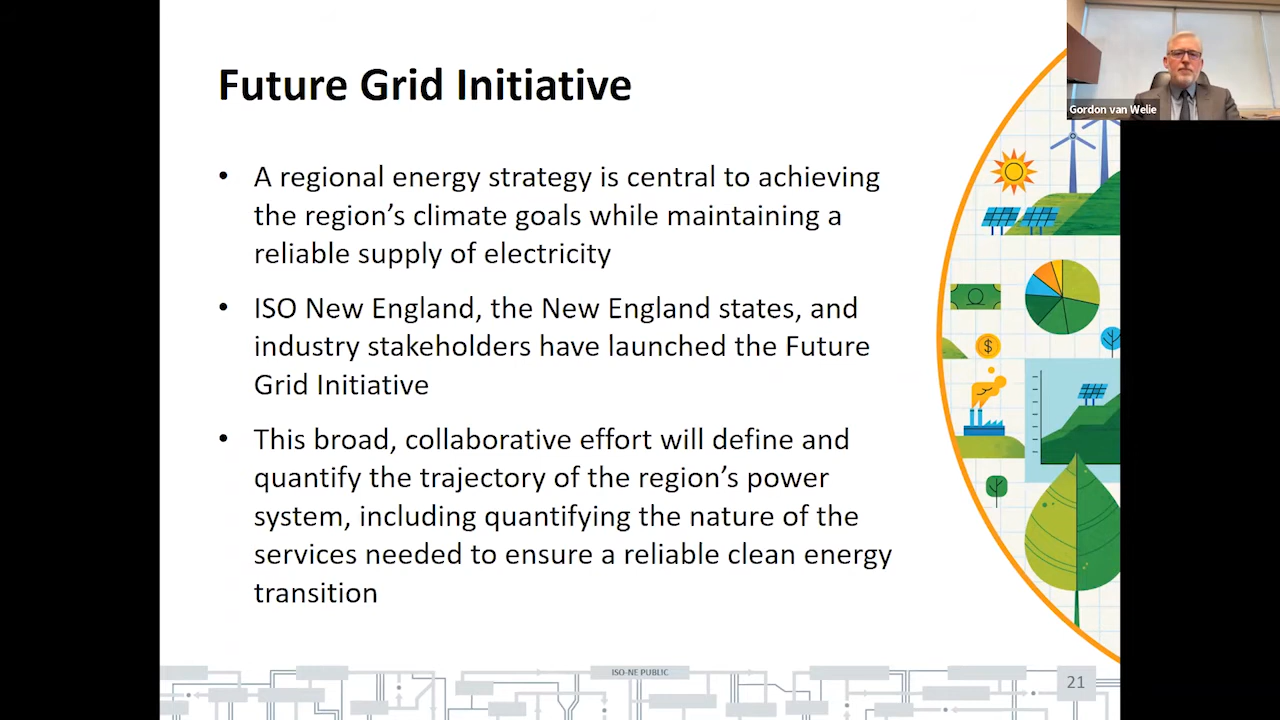 Future Grid Initiative
Gordon van Welie
• A regional energy strategy is central to achieving
the region's climate goals while maintaining a
reliable supply of electricity
• ISO New England, the New England states, and
industry stakeholders have launched the Future
Grid Initiative
• This broad, collaborative effort will define and
quantify the trajectory of the region's power
system, including quantifying the nature of the
services needed to ensure a reliable clean energy
transition
$
ISO-NE PUBLIC
21